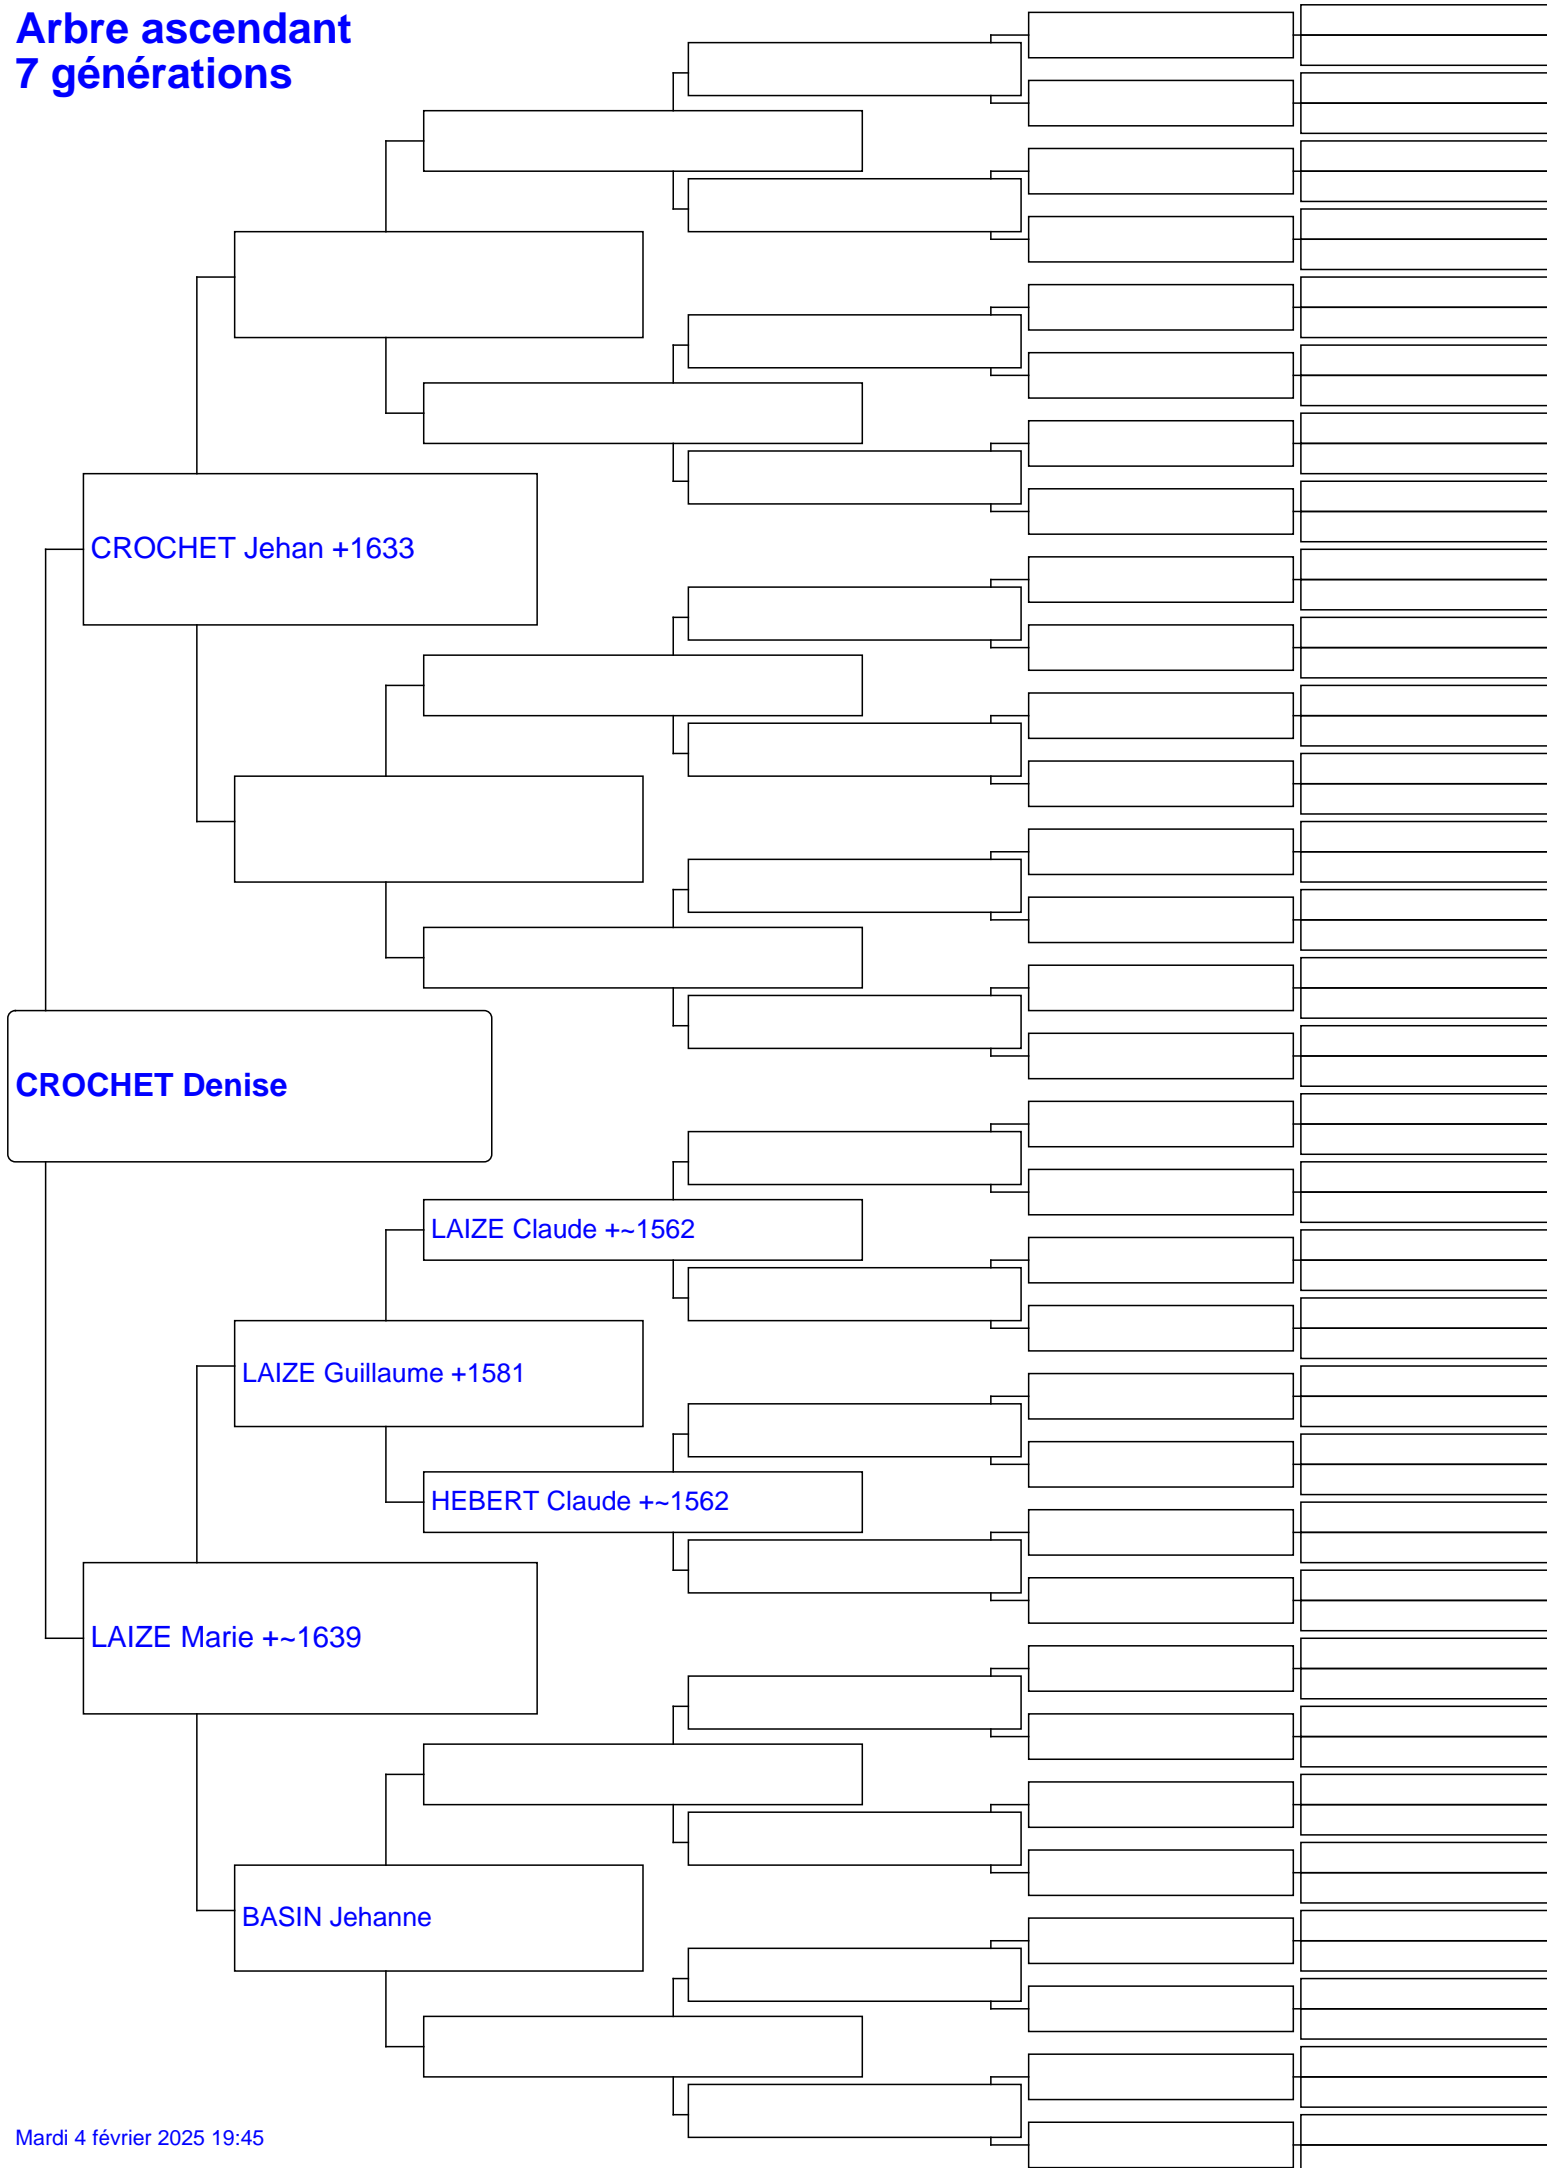 Arbre ascendant
7 générations
CROCHET Jehan +1633
CROCHET Denise
LAIZE Claude +~1562
LAIZE Guillaume +1581
HEBERT Claude +~1562
LAIZE Marie +~1639
BASIN Jehanne
Mardi 4 février 2025 19:45